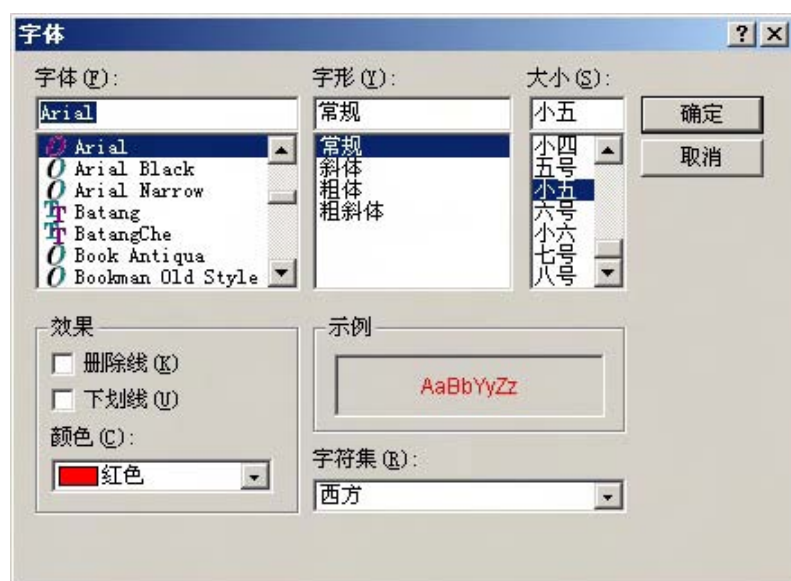 字体
字体(F):
Arial
Arial
Arial Black
Arial Narrow
Batang
BatangChe
Book Antiqua
Bookman Old Style
字形(Y):
常规
常规
斜体
粗体
粗斜体
大小(S):
小五
小四
五号
小五
六号
小六
七号
八号
确定
取消
效果
删除线(K)
下划线(U)
颜色(C):
红色
示例
AaBbYyZz
字符集(R):
西方